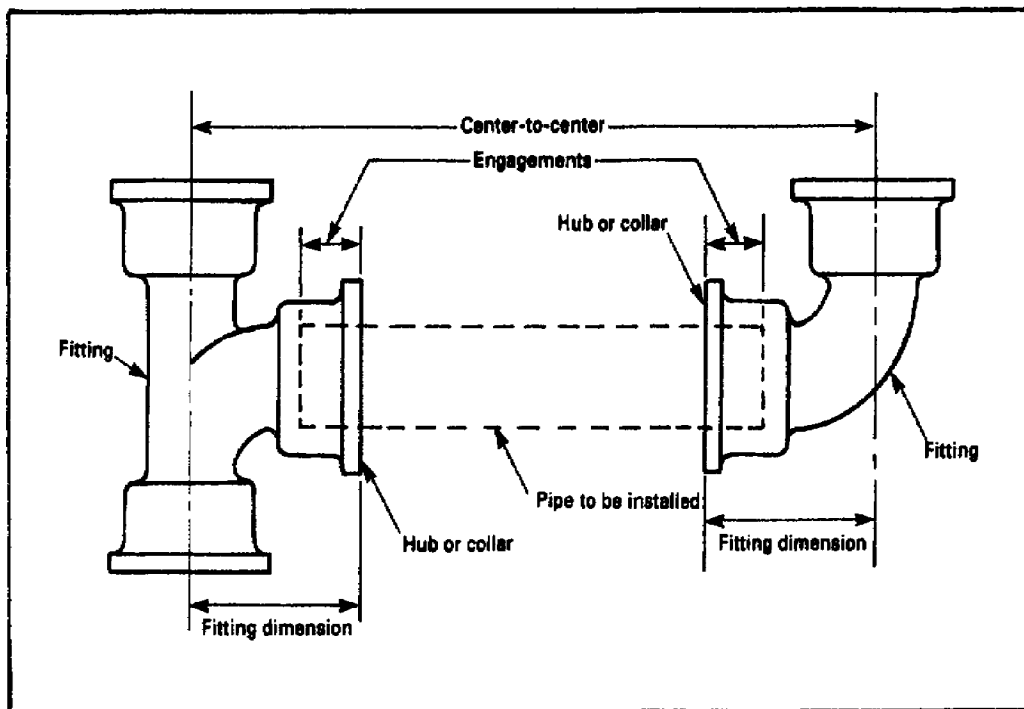 Center-to-center
Engagements
Hub or collar
Fitting
Fitting
Pipe to be installed
Hub or collar
Fitting dimension
Fitting dimension